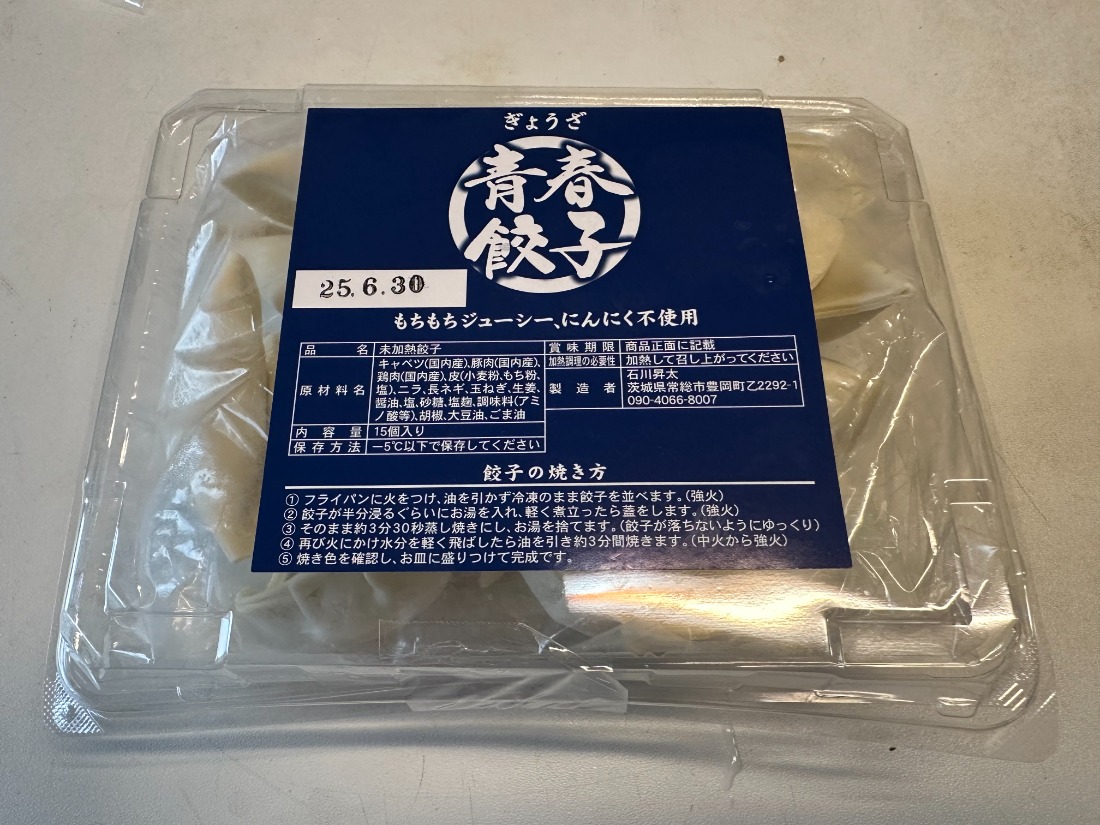 ぎょうざ
青春
餃子
25.6.30
もちもちジューシー、にんにく不使用
品名 未加熱餃子
原材料名 キャベツ(国内産)、豚肉(国内産)、
鶏肉(国内産)、皮(小麦粉、もち粉、
塩)、ニラ、長ネギ、玉ねぎ、生姜、
醤油、塩、砂糖、塩麹、調味料(アミ
ノ酸等)、胡椒、大豆油、ごま油
内容量 15個入り
保存方法 −5℃以下で保存してください
賞味期限 商品正面に記載
加熱調理の必要性 加熱して召し上がってください
製造者 石川昇太
茨城県常総市豊岡町乙2292-1
090-4066-8007
餃子の焼き方
① フライパンに火をつけ、油を引かず冷凍のまま餃子を並べます。(強火)
② 餃子が半分浸るぐらいにお湯を入れ、軽く煮立ったら蓋をします。(強火)
③ そのまま約3分30秒蒸し焼きにし、お湯を捨てます。(餃子が落ちないようにゆっくり)
④ 再び火にかけ水分を軽く飛ばしたら油を引き約3分間焼きます。(中火から強火)
⑤ 焼き色を確認し、お皿に盛りつけて完成です。